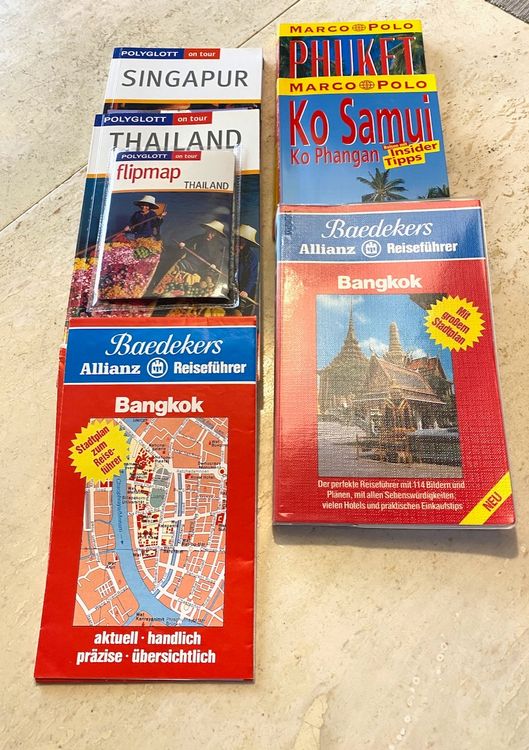 POLYGLOTT on tour
SINGAPUR
POLYGLOTT on tour
THAILAND
POLYGLOTT on tour
flipmap
THAILAND
Baedekers
Allianz Reiseführer
Bangkok
Stadtplan
zum
Reise-
führer
aktuell · handlich
präzise · übersichtlich
MARCO POLO
PHUKET
MARCO POLO
Ko Samui
Ko Phangan
Insider
Tipps
Baedekers
Allianz Reiseführer
Bangkok
Mit
großem
Stadtplan
Der perfekte Reiseführer mit 114 Bildern und
Plänen, mit allen Sehenswürdigkeiten,
vielen Hotels und praktischen Einkaufstips
NEU